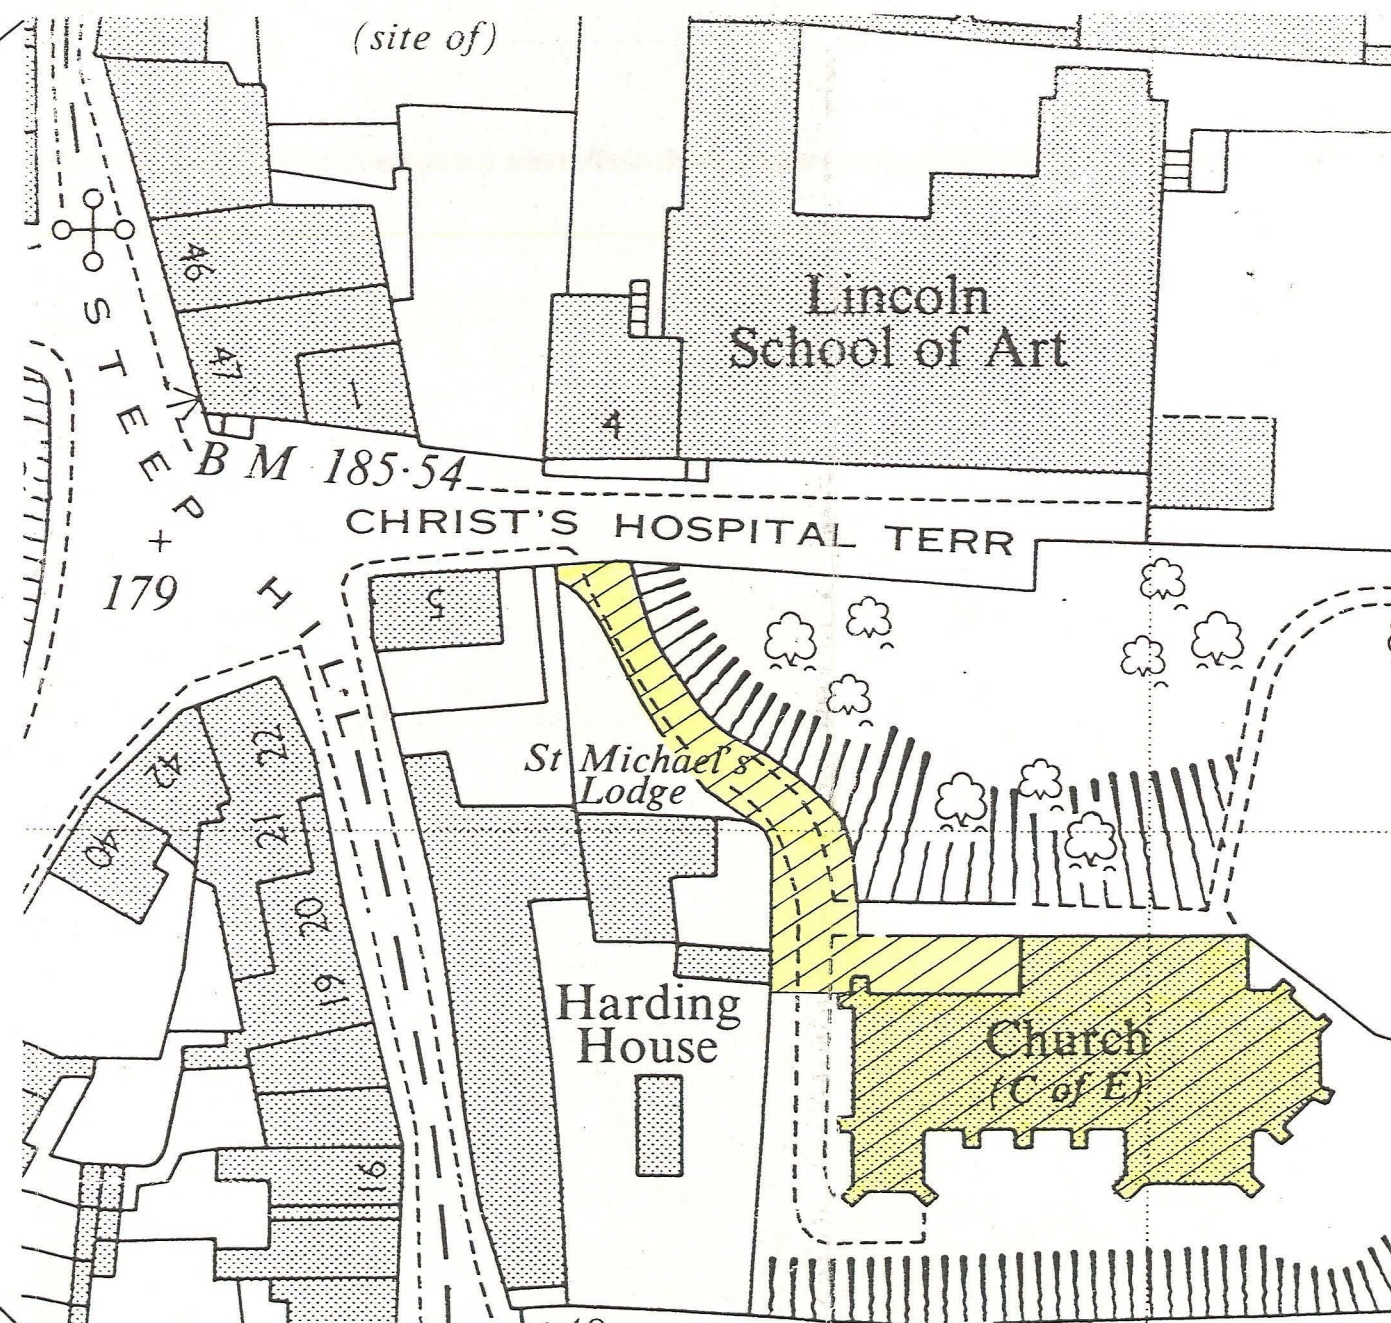 (site of)
46
47
1
Lincoln
School of Art
4
STEEP HILL
BM 185·54
CHRIST'S HOSPITAL TERR
179
5
St Michael's
Lodge
22
42
21
40
20
19
Harding
House
Church
(C of E)
16